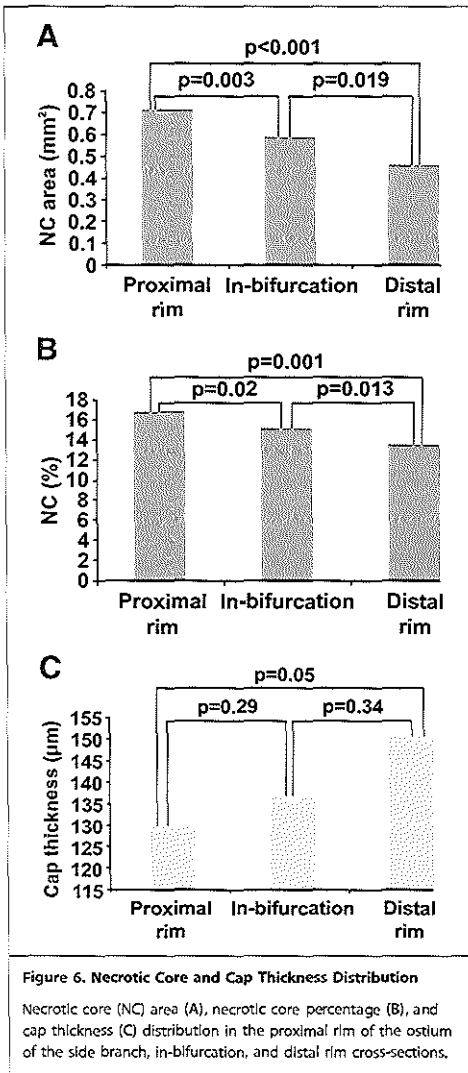 A
p<0.001
p=0.003
p=0.019
NC area (mm²)
0.8
0.7
0.6
0.5
0.4
0.3
0.2
0.1
0
Proximal rim
In-bifurcation
Distal rim
B
p=0.001
p=0.02
p=0.013
NC (%)
18
16
14
12
10
8
6
4
2
0
Proximal rim
In-bifurcation
Distal rim
C
p=0.05
p=0.29
p=0.34
Cap thickness (µm)
155
150
145
140
135
130
125
120
115
Proximal rim
In-bifurcation
Distal rim
Figure 6. Necrotic Core and Cap Thickness Distribution
Necrotic core (NC) area (A), necrotic core percentage (B), and
cap thickness (C) distribution in the proximal rim of the ostium
of the side branch, in-bifurcation, and distal rim cross-sections.